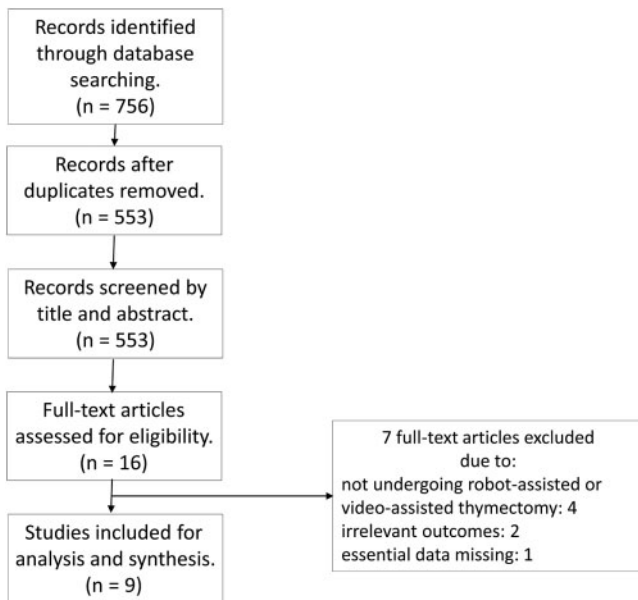 Records identified
through database
searching.
(n = 756)
Records after
duplicates removed.
(n = 553)
Records screened by
title and abstract.
(n = 553)
Full-text articles
assessed for eligibility.
(n = 16)
7 full-text articles excluded
due to:
not undergoing robot-assisted or
video-assisted thymectomy: 4
irrelevant outcomes: 2
essential data missing: 1
Studies included for
analysis and synthesis.
(n = 9)